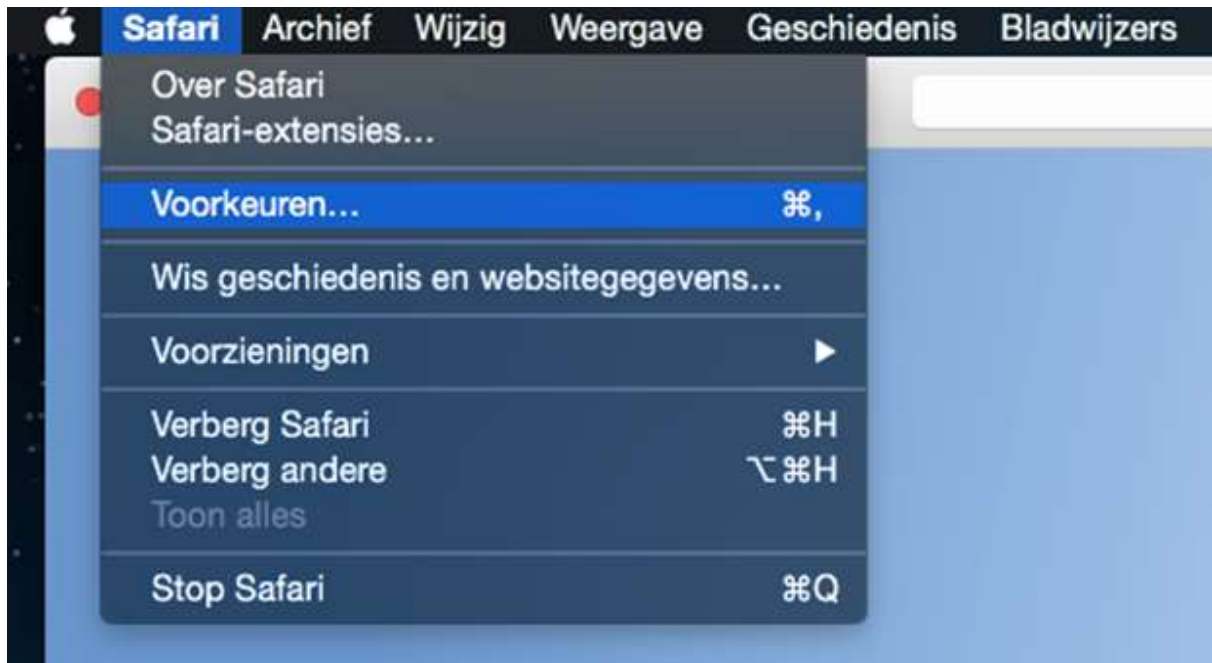 Safari Archief Wijzig Weergave Geschiedenis Bladwijzers
Over Safari
Safari-extensies...
Voorkeuren... ⌘,
Wis geschiedenis en websitegegevens...
Voorzieningen ▶
Verberg Safari ⌘H
Verberg andere ⌥⌘H
Toon alles
Stop Safari ⌘Q